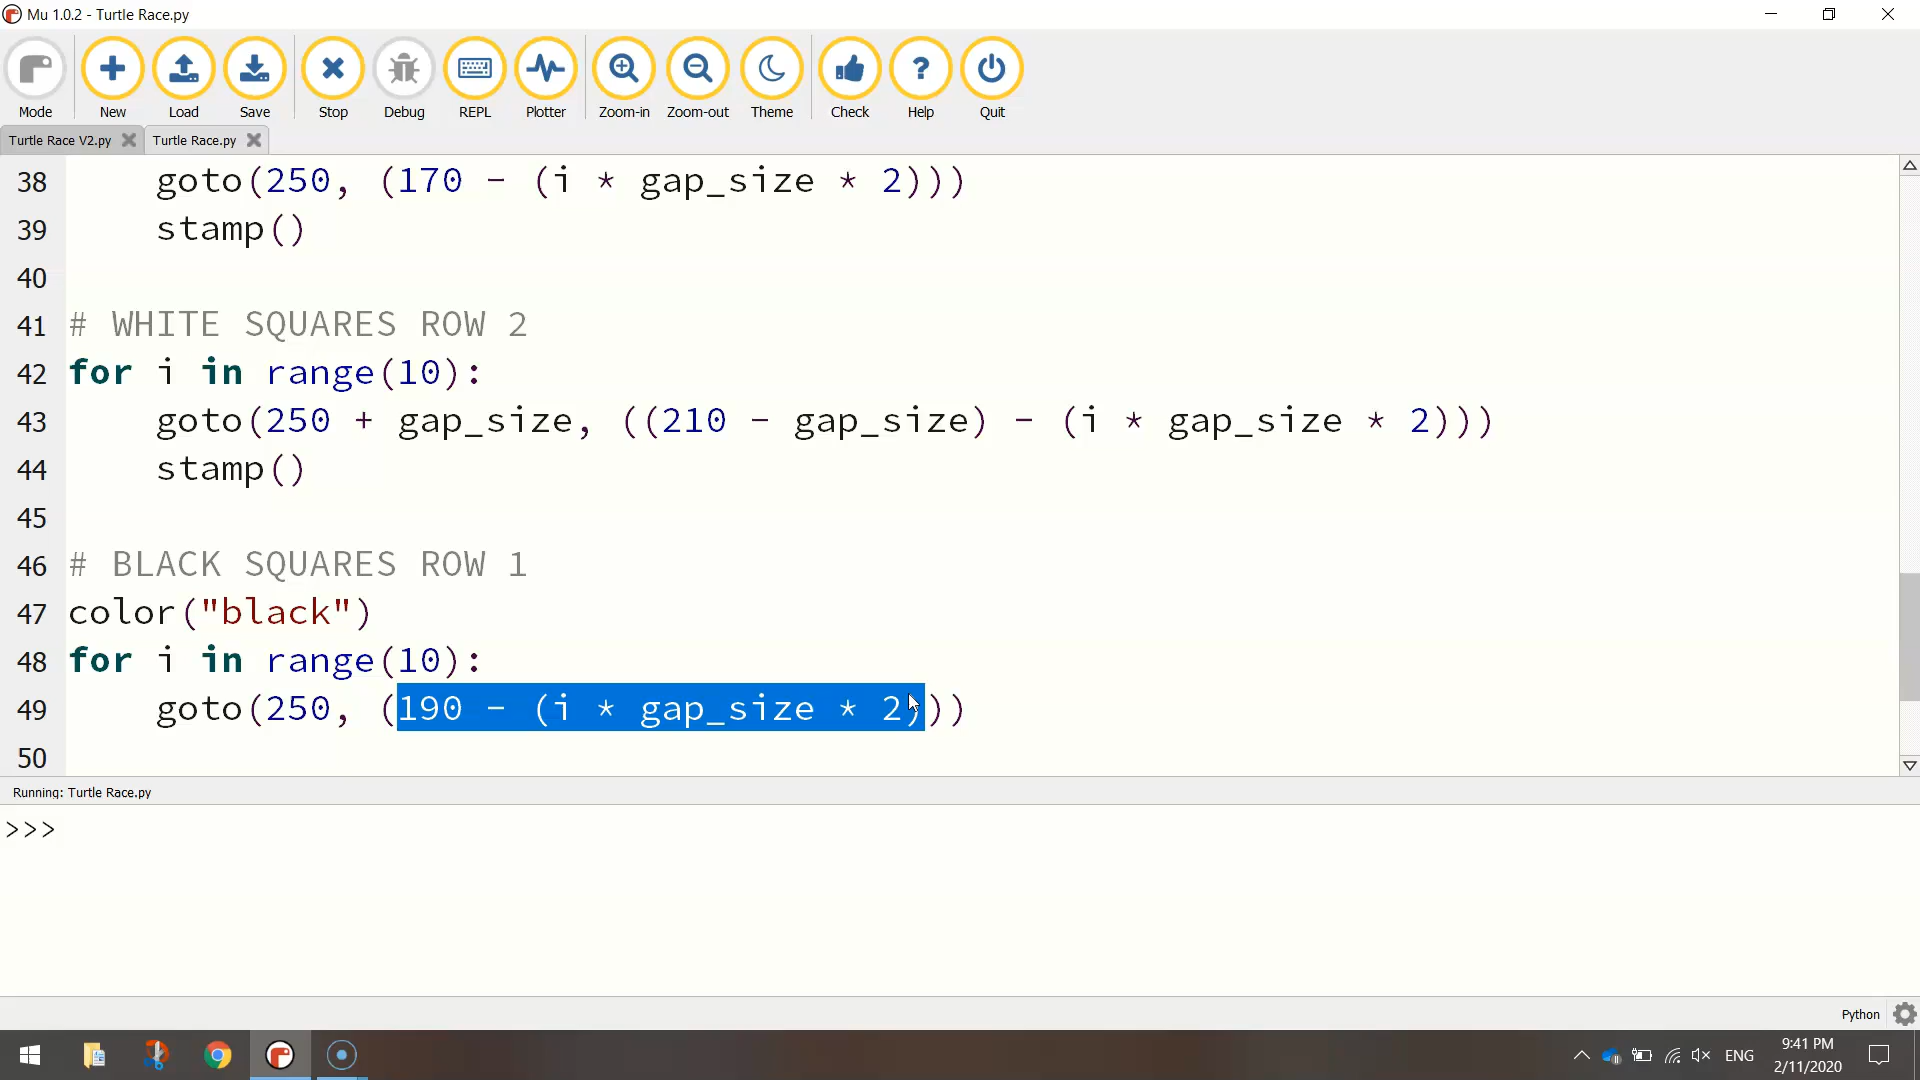 Mu 1.0.2 - Turtle Race.py
Mode New Load Save Stop Debug REPL Plotter Zoom-in Zoom-out Theme Check Help Quit
Turtle Race V2.py Turtle Race.py
38 goto(250, (170 - (i * gap_size * 2)))
39 stamp()
40
41 # WHITE SQUARES ROW 2
42 for i in range(10):
43 goto(250 + gap_size, ((210 - gap_size) - (i * gap_size * 2)))
44 stamp()
45
46 # BLACK SQUARES ROW 1
47 color("black")
48 for i in range(10):
49 goto(250, (190 - (i * gap_size * 2)))
50
Running: Turtle Race.py
>>>
Python
ENG
9:41 PM
2/11/2020